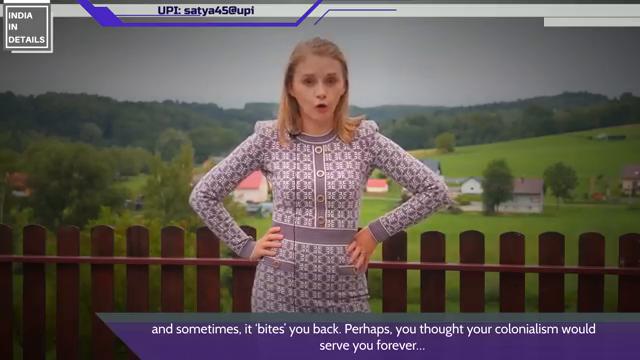 UPI: satya45@upi
INDIA
IN
DETAILS
and sometimes, it 'bites' you back. Perhaps, you thought your colonialism would
serve you forever...